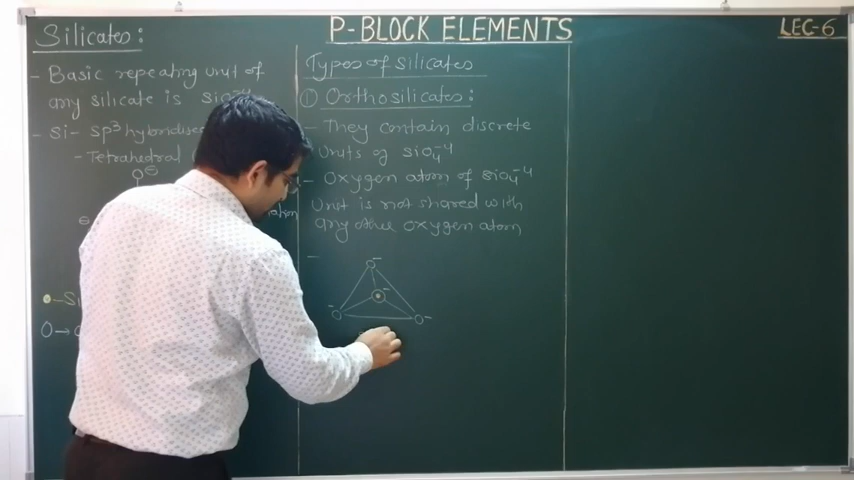 P-BLOCK ELEMENTS
LEC-6
Silicates:
- Basic repeating unit of
any silicate is
- Si- Sp³ hybridised
- Tetrahedral
O⊖
⊖
●-Si
O→
Types of Silicates
① Orthosilicates:
- They contain discrete
Units of SiO₄⁻⁴
- Oxygen atom of SiO₄⁻⁴
Unit is not shared with
any other oxygen atom
-
O⁻
⁻
⁻O O⁻